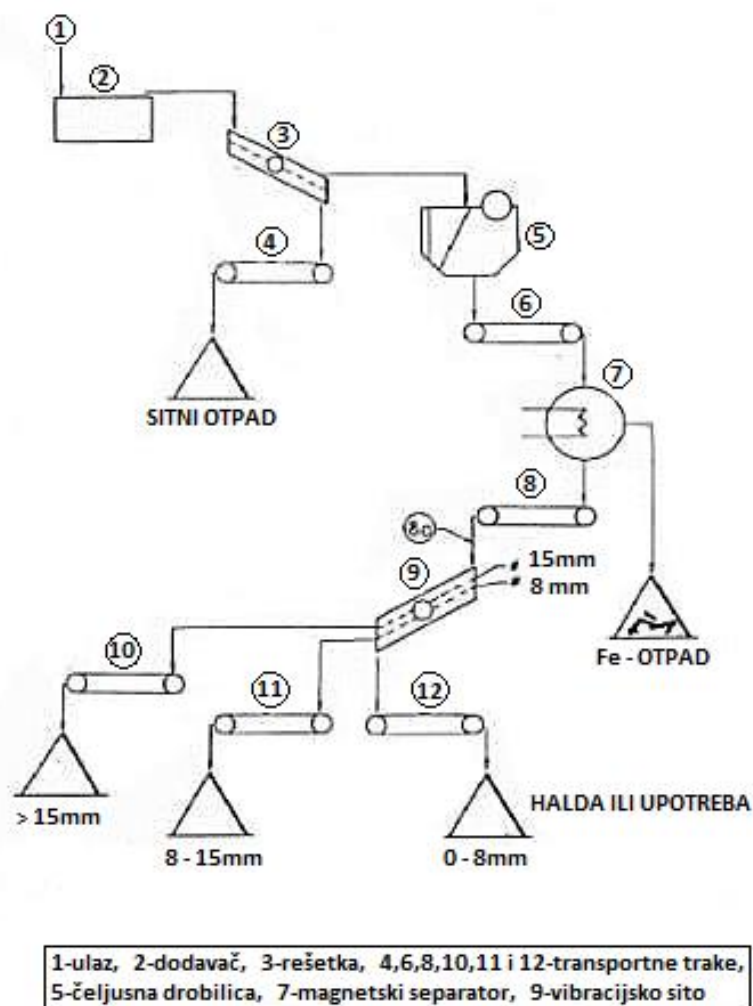 1
2
3
4
5
6
SITNI OTPAD
7
8
8
9
# 15mm
# 8 mm
Fe - OTPAD
10
11
12
> 15mm
8 - 15mm
0 - 8mm
HALDA ILI UPOTREBA
1-ulaz, 2-dodavač, 3-rešetka, 4,6,8,10,11 i 12-transportne trake,
5-čeljusna drobilica, 7-magnetski separator, 9-vibracijsko sito